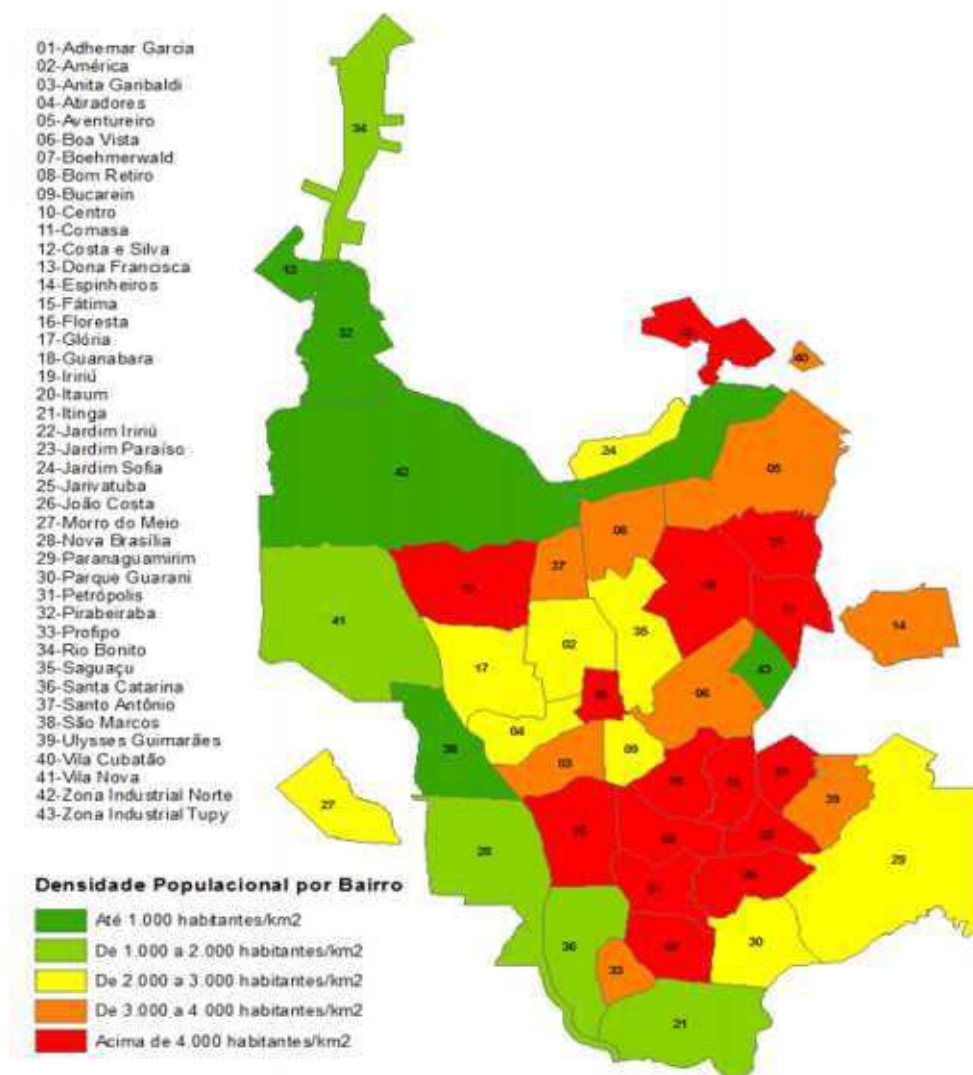 01-Adhemar Garcia
02-América
03-Anita Garibaldi
04-Atiradores
05-Aventureiro
06-Boa Vista
07-Boehmerwald
08-Bom Retiro
09-Bucarein
10-Centro
11-Comasa
12-Costa e Silva
13-Dona Francisca
14-Espinheiros
15-Fátima
16-Floresta
17-Glória
18-Guanabara
19-Iririú
20-Itaum
21-Itinga
22-Jardim Iririú
23-Jardim Paraíso
24-Jardim Sofia
25-Jarivatuba
26-João Costa
27-Morro do Meio
28-Nova Brasília
29-Paranaguamirim
30-Parque Guarani
31-Petrópolis
32-Pirabeiraba
33-Profipo
34-Rio Bonito
35-Saguaçu
36-Santa Catarina
37-Santo Antônio
38-São Marcos
39-Ulysses Guimarães
40-Vila Cubatão
41-Vila Nova
42-Zona Industrial Norte
43-Zona Industrial Tupy
34
13
32
40
42
24
05
08
37
41
02
35
17
14
43
06
04
09
03
38
27
28
39
29
36
30
33
21
Densidade Populacional por Bairro
Até 1.000 habitantes/km2
De 1.000 a 2.000 habitantes/km2
De 2.000 a 3.000 habitantes/km2
De 3.000 a 4 000 habitantes/km2
Acima de 4.000 habitantes/km2